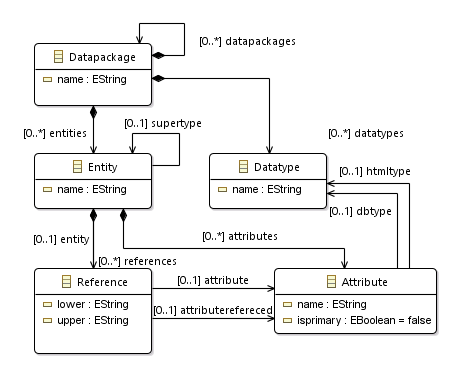 [0..*] datapackages
Datapackage
name : EString
[0..1] supertype
[0..*] entities
[0..*] datatypes
Entity
name : EString
Datatype
name : EString
[0..1] htmltype
[0..1] dbtype
[0..1] entity
[0..*] attributes
[0..*] references
Reference
lower : EString
upper : EString
[0..1] attribute
[0..1] attributerefereced
Attribute
name : EString
isprimary : EBoolean = false